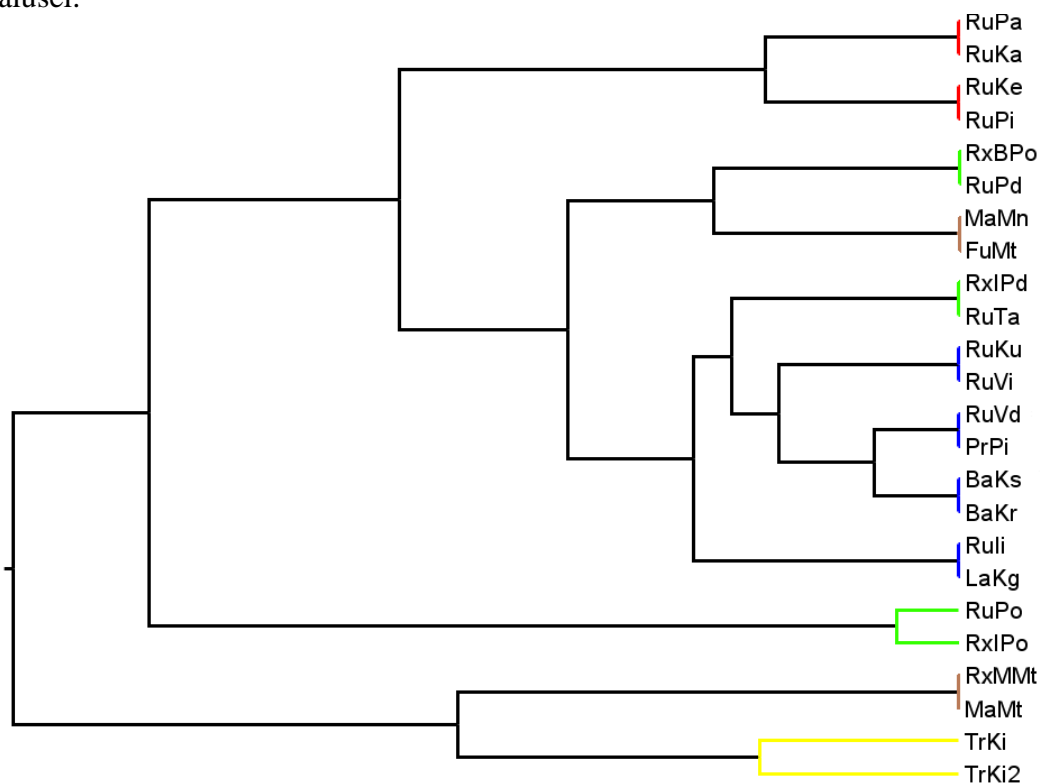 RuPa
RuKa
RuKe
RuPi
RxBPo
RuPd
MaMn
FuMt
RxIPd
RuTa
RuKu
RuVi
RuVd
PrPi
BaKs
BaKr
RuIi
LaKg
RuPo
RxIPo
RxMMt
MaMt
TrKi
TrKi2